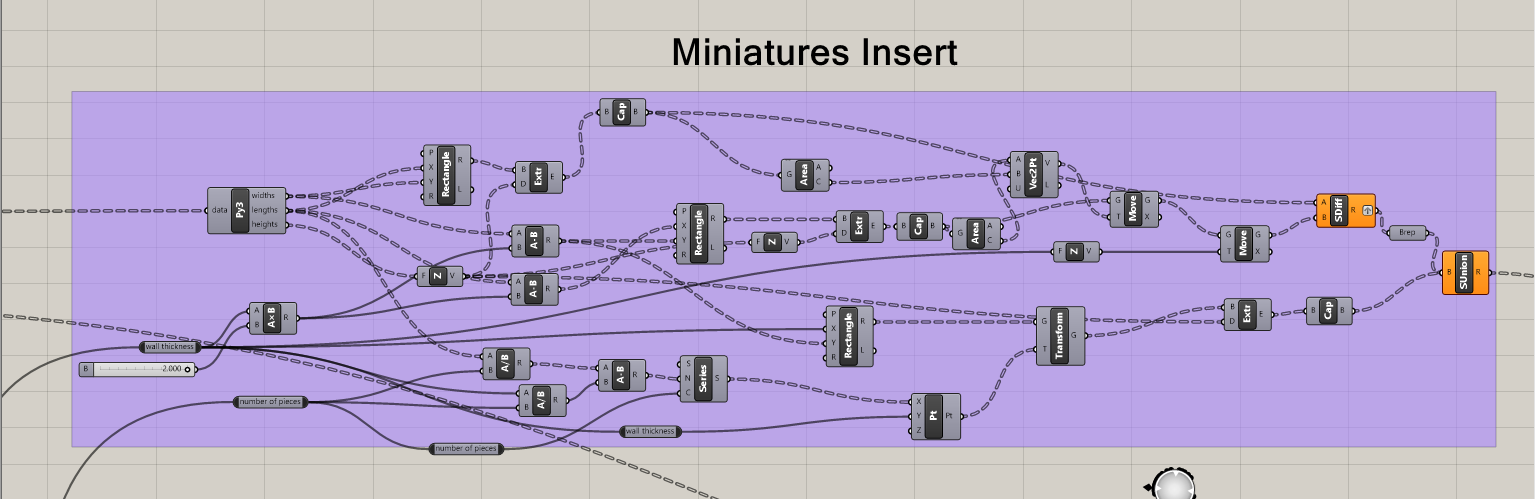 Miniatures Insert
B Cap B
P X Y R Rectangle R L
B D Extr E
G Area A C
A B U Vec2Pt V L
data Py3 widths lengths heights
G T Move G X
A B SDiff R
P X Y R Rectangle R L
B D Extr E
B Cap B
G Area A C
A B A-B R
F Z V
F Z V
G T Move G X
Brep
F Z V
A B A-B R
B SUnion R
A B A×B R
P X Y R Rectangle R L
G T Transform G
B D Extr E
B Cap B
wall thickness
B 2.000
A B A/B R
A B A-B R
S N C Series S
A B A/B R
number of pieces
X Y Z Pt Pt
wall thickness
number of pieces